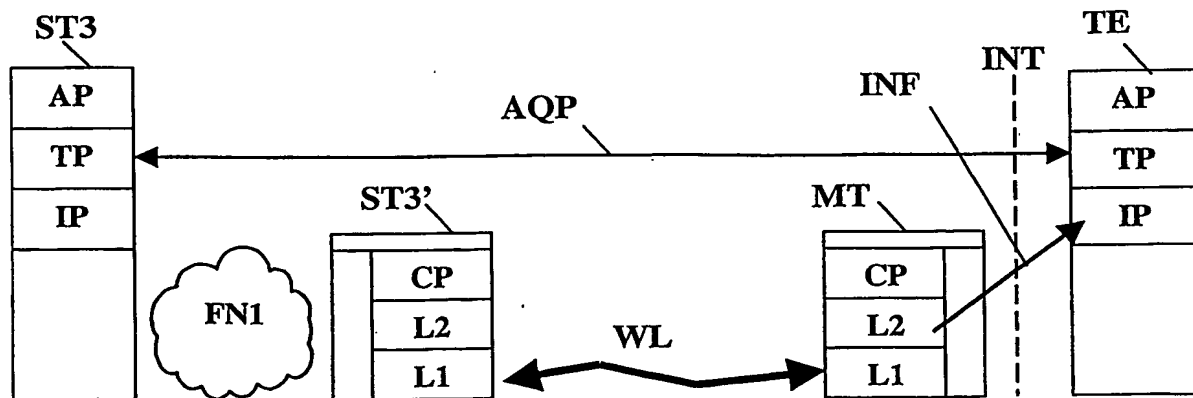 ST3
TE
INT
AP
INF
AP
AQP
TP
TP
ST3'
MT
IP
IP
CP
CP
FN1
L2
L2
WL
L1
L1